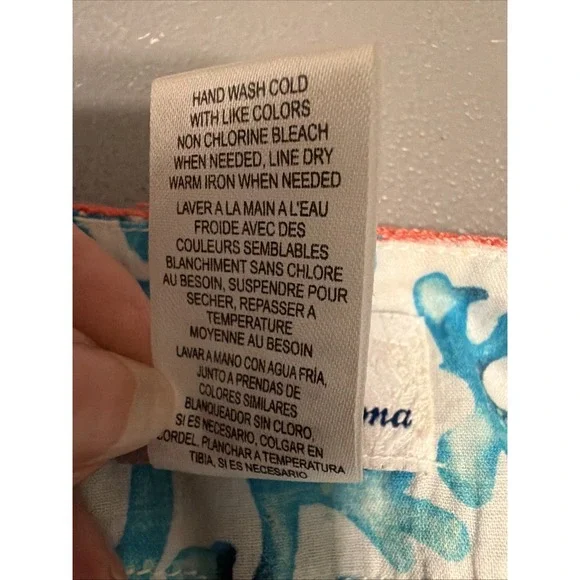 HAND WASH COLD
WITH LIKE COLORS
NON CHLORINE BLEACH
WHEN NEEDED, LINE DRY
WARM IRON WHEN NEEDED
LAVER A LA MAIN A L'EAU
FROIDE AVEC DES
COULEURS SEMBLABLES
BLANCHIMENT SANS CHLORE
AU BESOIN, SUSPENDRE POUR
SECHER, REPASSER A
TEMPERATURE
MOYENNE AU BESOIN
LAVAR A MANO CON AGUA FRÍA,
JUNTO A PRENDAS DE
COLORES SIMILARES
BLANQUEADOR SIN CLORO,
SI ES NECESARIO, COLGAR EN
CORDEL. PLANCHAR A TEMPERATURA
TIBIA, SI ES NECESARIO